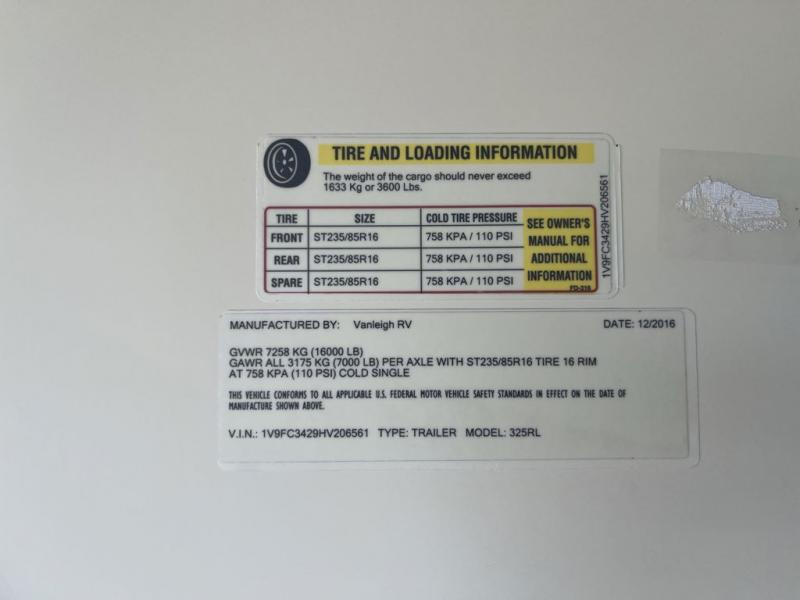 TIRE AND LOADING INFORMATION
The weight of the cargo should never exceed
1633 Kg or 3600 Lbs.
TIRE SIZE COLD TIRE PRESSURE
FRONT ST235/85R16 758 KPA / 110 PSI
REAR ST235/85R16 758 KPA / 110 PSI
SPARE ST235/85R16 758 KPA / 110 PSI
SEE OWNER'S
MANUAL FOR
ADDITIONAL
INFORMATION
FD-316
1V9FC3429HV206561
MANUFACTURED BY: Vanleigh RV DATE: 12/2016
GVWR 7258 KG (16000 LB)
GAWR ALL 3175 KG (7000 LB) PER AXLE WITH ST235/85R16 TIRE 16 RIM
AT 758 KPA (110 PSI) COLD SINGLE
THIS VEHICLE CONFORMS TO ALL APPLICABLE U.S. FEDERAL MOTOR VEHICLE SAFETY STANDARDS IN EFFECT ON THE DATE OF
MANUFACTURE SHOWN ABOVE.
V.I.N.: 1V9FC3429HV206561 TYPE: TRAILER MODEL: 325RL